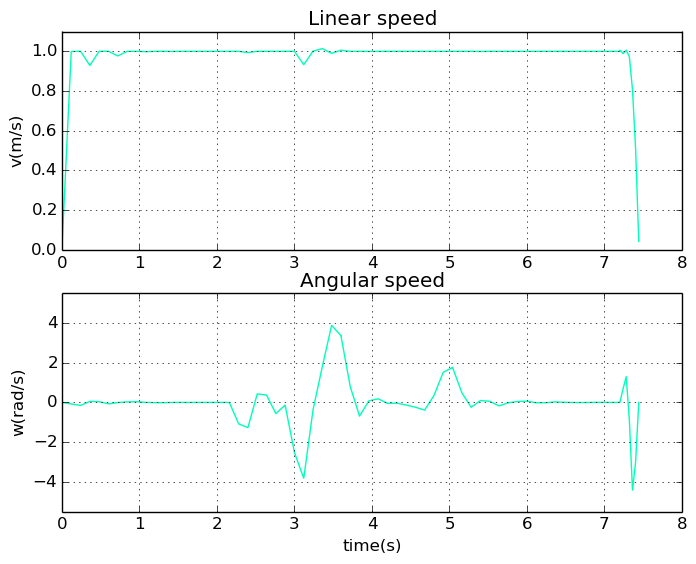 Linear speed
v(m/s)
1.0
0.8
0.6
0.4
0.2
0.0
0 1 2 3 4 5 6 7 8
Angular speed
w(rad/s)
4
2
0
−2
−4
0 1 2 3 4 5 6 7 8
time(s)